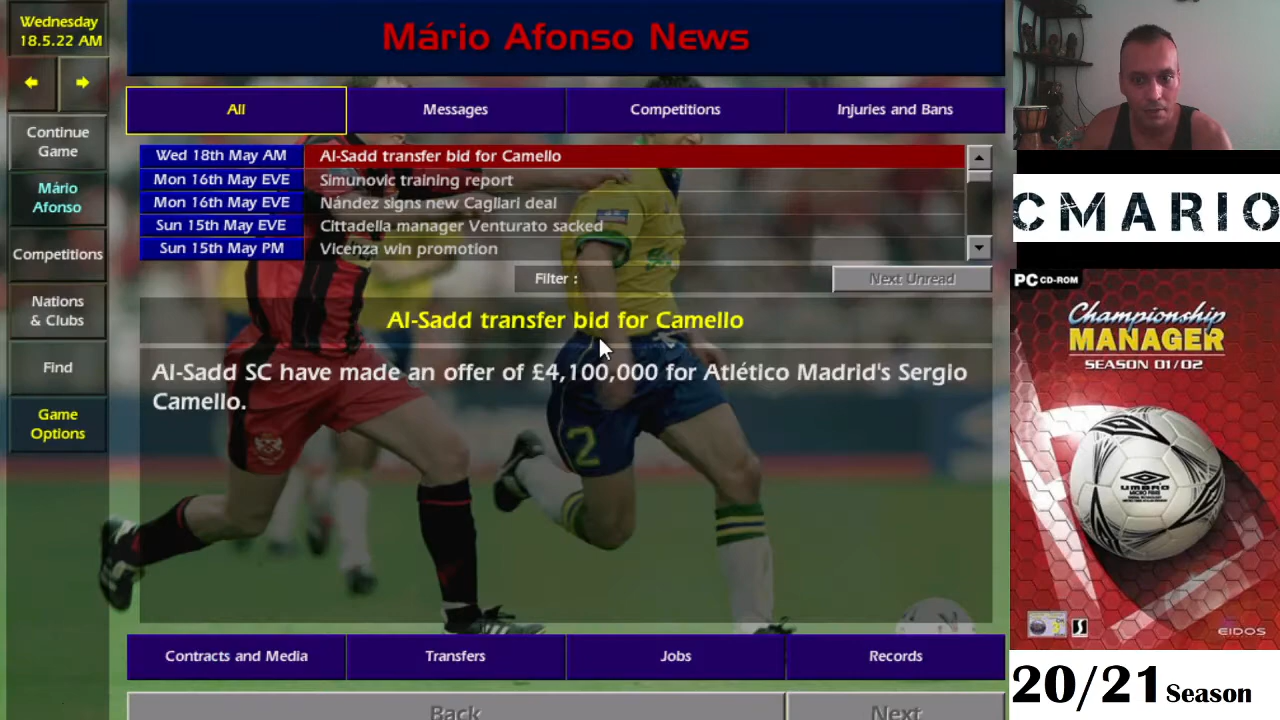 Wednesday
18.5.22 AM
Continue
Game
Mário
Afonso
Competitions
Nations
& Clubs
Find
Game
Options
Mário Afonso News
All
Messages
Competitions
Injuries and Bans
Wed 18th May AM Al-Sadd transfer bid for Camello
Mon 16th May EVE Simunovic training report
Mon 16th May EVE Nández signs new Cagliari deal
Sun 15th May EVE Cittadella manager Venturato sacked
Sun 15th May PM Vicenza win promotion
Filter :
Next Unread
Al-Sadd transfer bid for Camello
Al-Sadd SC have made an offer of £4,100,000 for Atlético Madrid's Sergio
Camello.
2
Contracts and Media
Transfers
Jobs
Records
Back
Next
CMARIO
PC CD-ROM
Championship
MANAGER
SEASON 01/02
UMBRO
EIDOS
20/21 Season